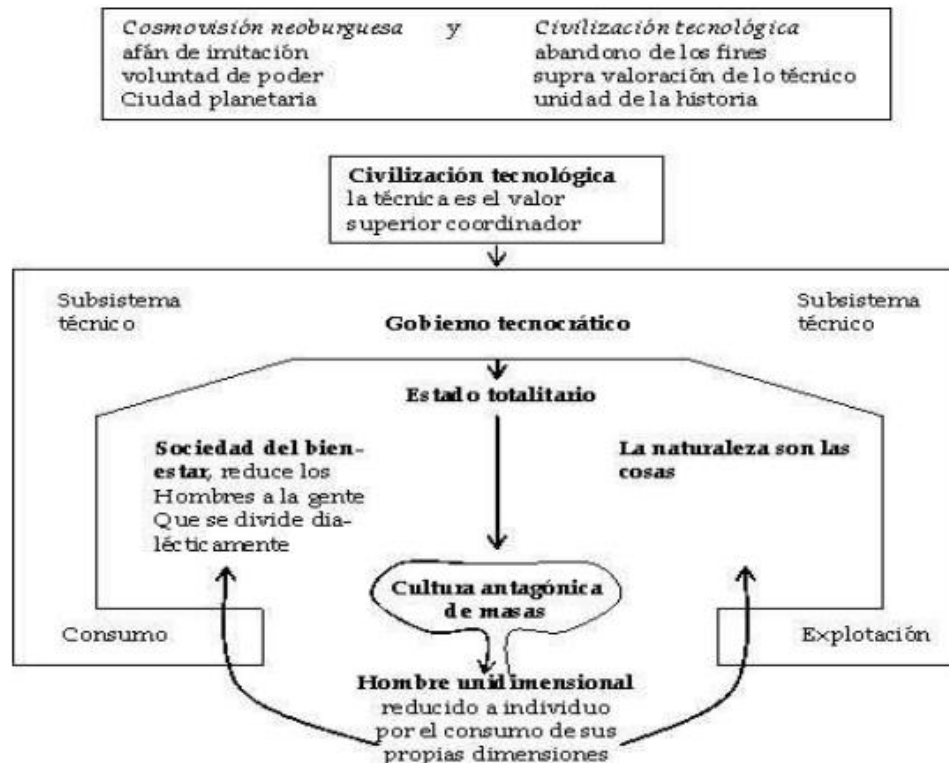 Cosmovisión neoburguesa y Civilización tecnológica
afán de imitación abandono de los fines
voluntad de poder supra valoración de lo técnico
Ciudad planetaria unidad de la historia
Civilización tecnológica
la técnica es el valor
superior coordinador
Subsistema
técnico
Gobierno tecnocrático
Subsistema
técnico
Estado totalitario
Sociedad del bien-
estar, reduce los
Hombres a la gente
Que se divide dia-
lécticamente
La naturaleza son las
cosas
Cultura antagónica
de masas
Consumo
Explotación
Hombre unidimensional
reducido a individuo
por el consumo de sus
propias dimensiones